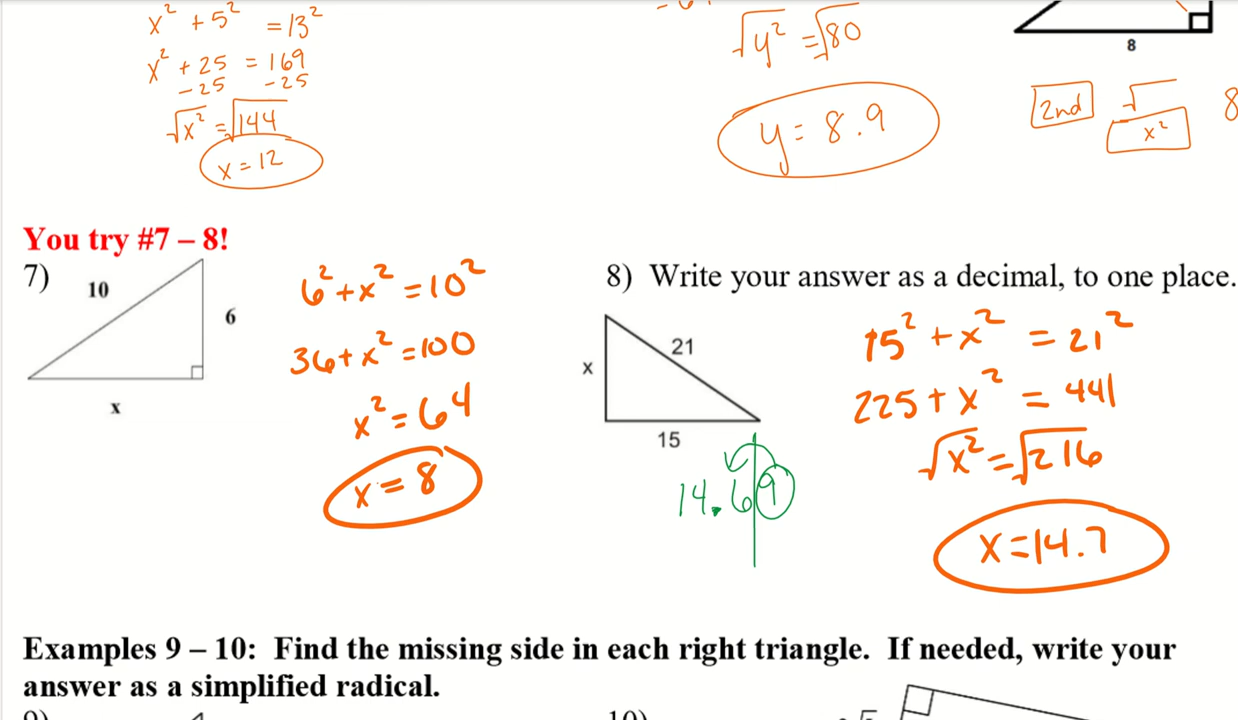 x² + 5² = 13²
x² + 25 = 169
-25 -25
√x² = √144
x = 12
√y² = √80
y = 8.9
8
2nd √ 8
x²
You try #7 – 8!
7)
10
6
x
6² + x² = 10²
36 + x² = 100
x² = 64
x = 8
8) Write your answer as a decimal, to one place.
21
x
15
14.69
15² + x² = 21²
225 + x² = 441
√x² = √216
x = 14.7
Examples 9 – 10: Find the missing side in each right triangle. If needed, write your
answer as a simplified radical.